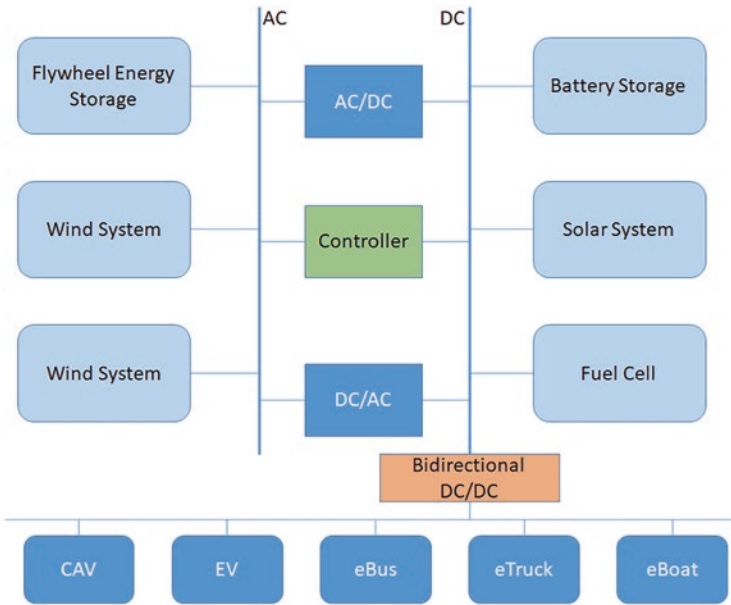 AC
DC
Flywheel Energy
Storage
AC/DC
Battery Storage
Wind System
Controller
Solar System
Wind System
DC/AC
Fuel Cell
Bidirectional
DC/DC
CAV
EV
eBus
eTruck
eBoat